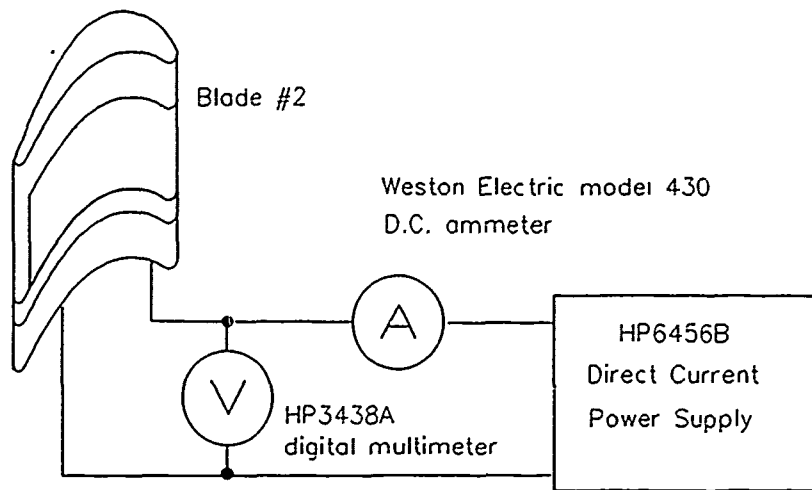 Blade #2
Weston Electric model 430
D.C. ammeter
A
HP6456B
Direct Current
Power Supply
V
HP3438A
digital multimeter